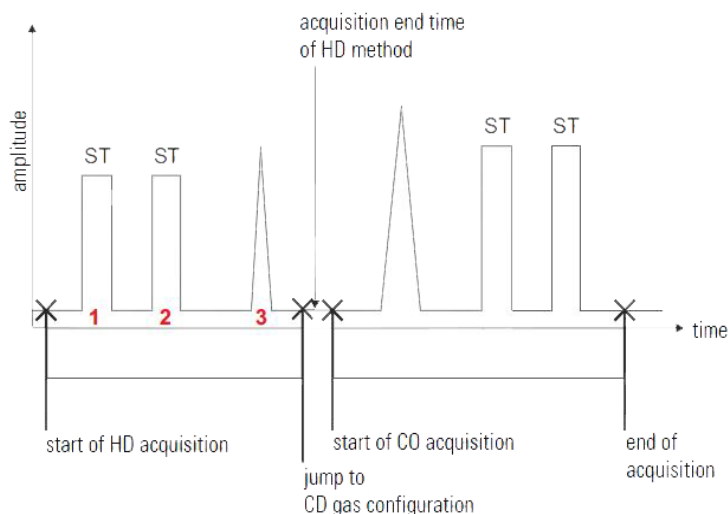 acquisition end time
of HD method
amplitude
ST
ST
ST
ST
1
2
3
time
start of HD acquisition
start of CO acquisition
end of
acquisition
jump to
CD gas configuration